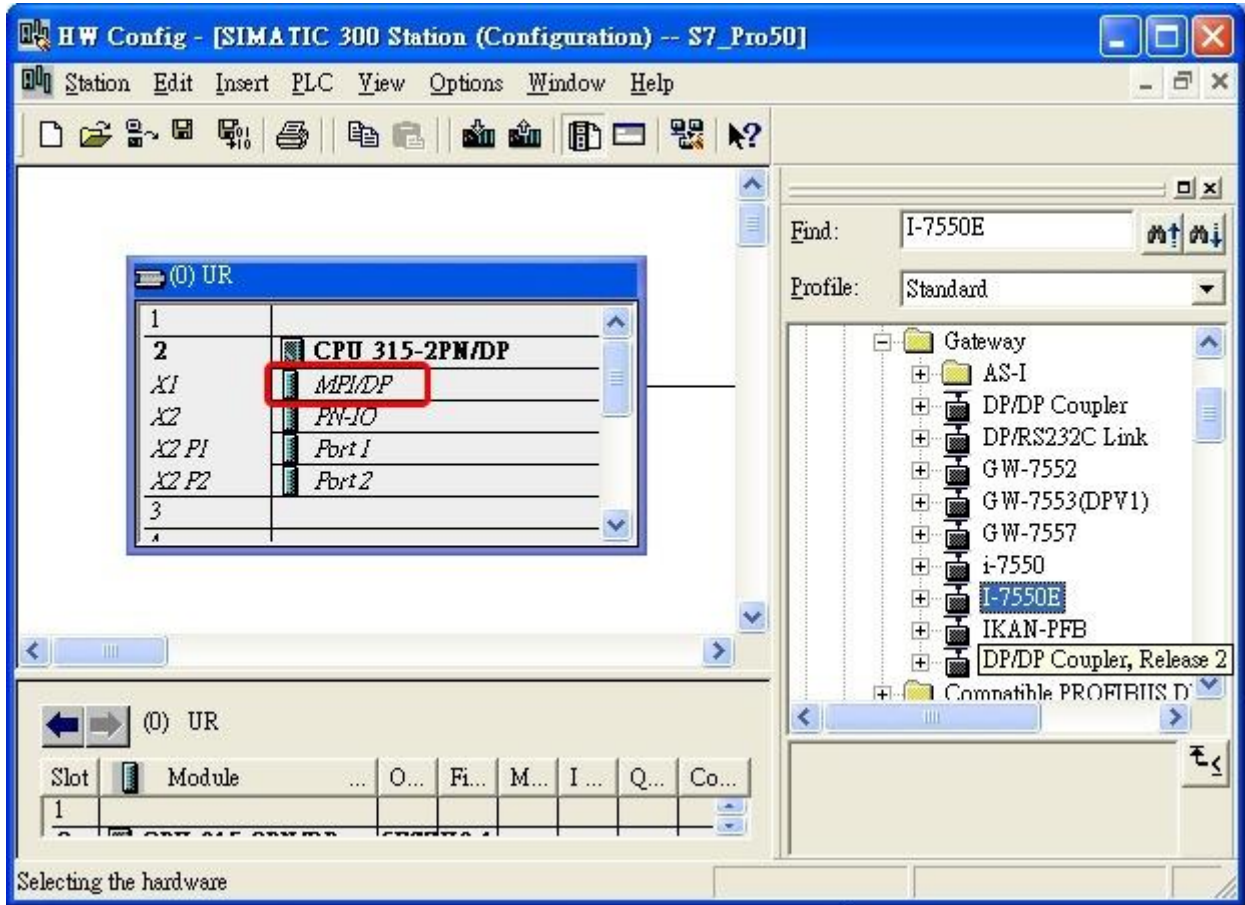 HW Config - [SIMATIC 300 Station (Configuration) -- S7_Pro50]
Station Edit Insert PLC View Options Window Help
(0) UR
1
2 CPU 315-2PN/DP
X1 MPI/DP
X2 PN-IO
X2 P1 Port 1
X2 P2 Port 2
3
Find: I-7550E
Profile: Standard
Gateway
AS-I
DP/DP Coupler
DP/RS232C Link
GW-7552
GW-7553(DPV1)
GW-7557
i-7550
I-7550E
IKAN-PFB
DP/DP Coupler, Release 2
Compatible PROFIBUS D
(0) UR
Slot Module ... O... Fi... M... I ... Q... Co...
1
Selecting the hardware